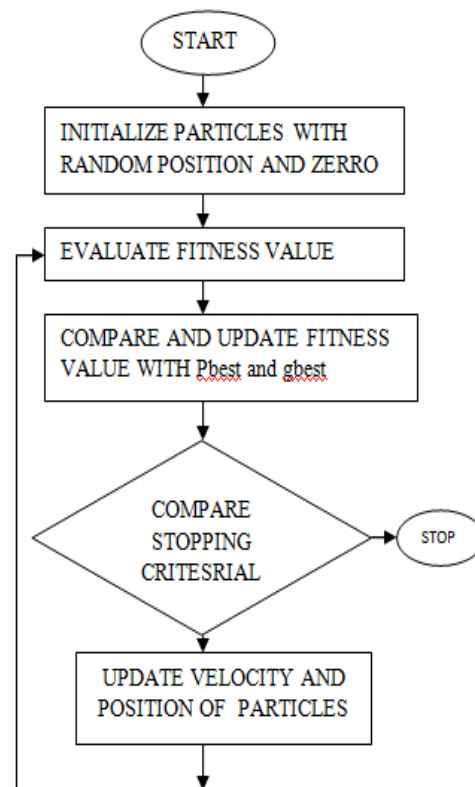 START
INITIALIZE PARTICLES WITH
RANDOM POSITION AND ZERRO
EVALUATE FITNESS VALUE
COMPARE AND UPDATE FITNESS
VALUE WITH Pbest and gbest
COMPARE
STOPPING
CRITESRIAL
STOP
UPDATE VELOCITY AND
POSITION OF PARTICLES